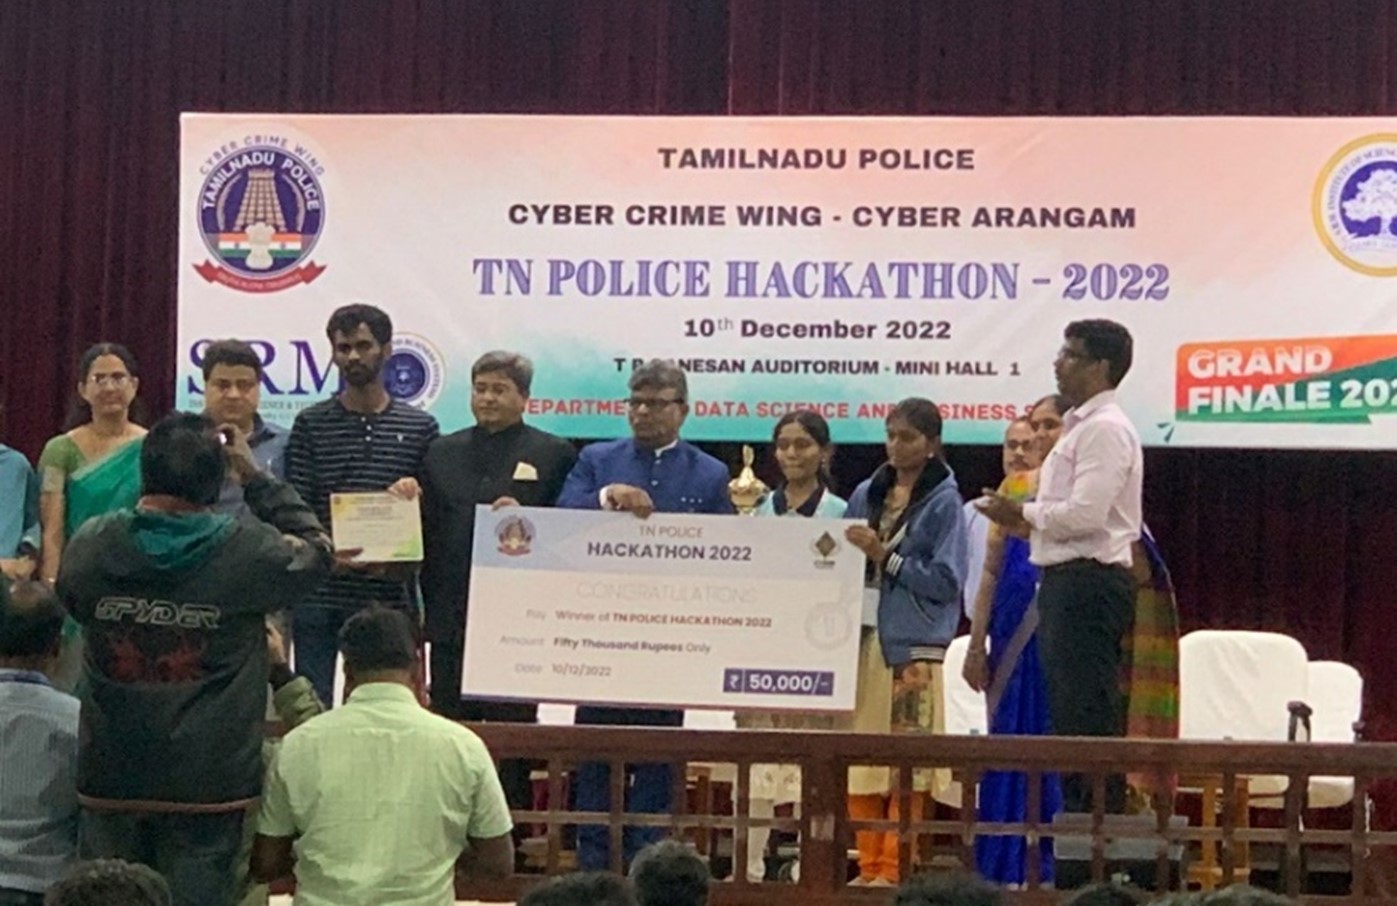 CYBER CRIME WING
TAMILNADU POLICE
TAMILNADU POLICE
CYBER CRIME WING - CYBER ARANGAM
TN POLICE HACKATHON - 2022
10th December 2022
SRM
AUDITORIUM - MINI HALL 1
DATA SCIENCE AND
GRAND
FINALE
TN POLICE
HACKATHON 2022
CONGRATULATIONS
Pay Winner of TN POLICE HACKATHON 2022
Amount Fifty Thousand Rupees Only
Date 10/12/2022
₹ 50,000/-
SPYDER